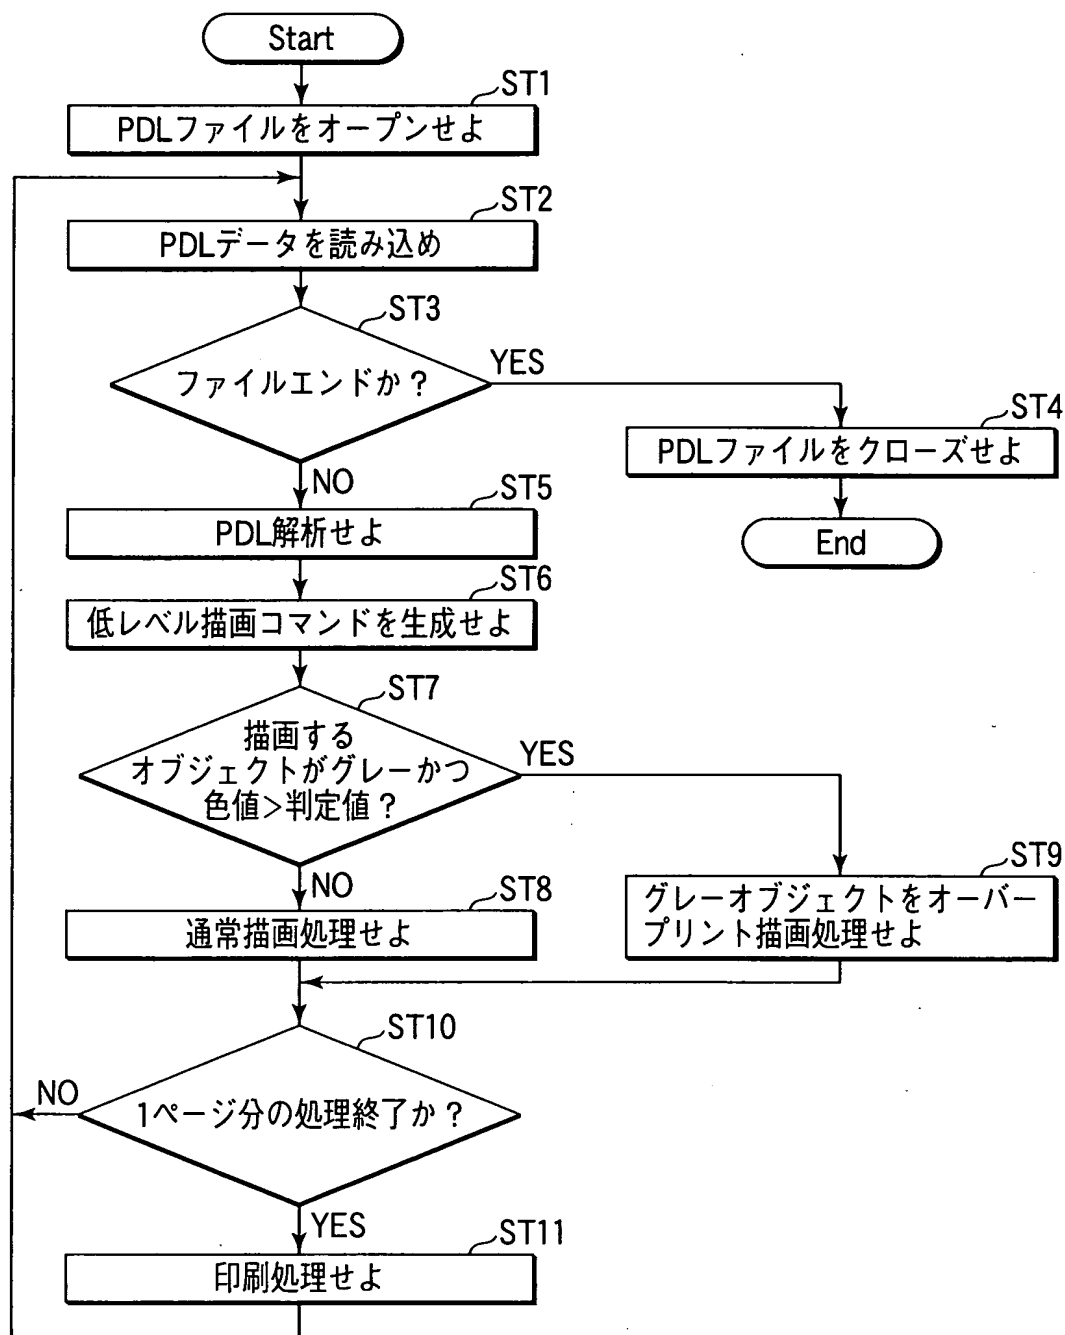 Start
ST1
PDLファイルをオープンせよ
ST2
PDLデータを読み込め
ST3
ファイルエンドか？
YES
ST4
PDLファイルをクローズせよ
End
NO
ST5
PDL解析せよ
ST6
低レベル描画コマンドを生成せよ
ST7
描画する
オブジェクトがグレーかつ
色値>判定値？
YES
ST9
グレーオブジェクトをオーバー
プリント描画処理せよ
NO
ST8
通常描画処理せよ
ST10
NO
1ページ分の処理終了か？
YES
ST11
印刷処理せよ